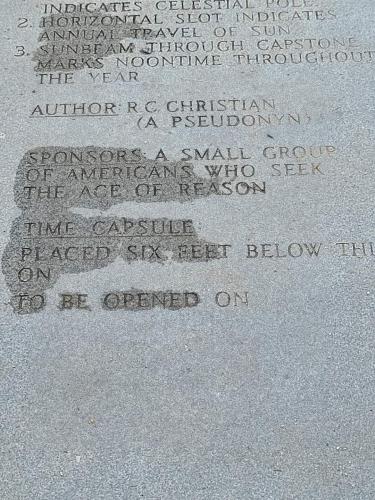 INDICATES CELESTIAL POLE
2. HORIZONTAL SLOT INDICATES
ANNUAL TRAVEL OF SUN
3. SUNBEAM THROUGH CAPSTONE
MARKS NOONTIME THROUGHOUT
THE YEAR
AUTHOR: R.C. CHRISTIAN
(A PSEUDONYN)
SPONSORS: A SMALL GROUP
OF AMERICANS WHO SEEK
THE AGE OF REASON
TIME CAPSULE
PLACED SIX FEET BELOW THI
ON
TO BE OPENED ON